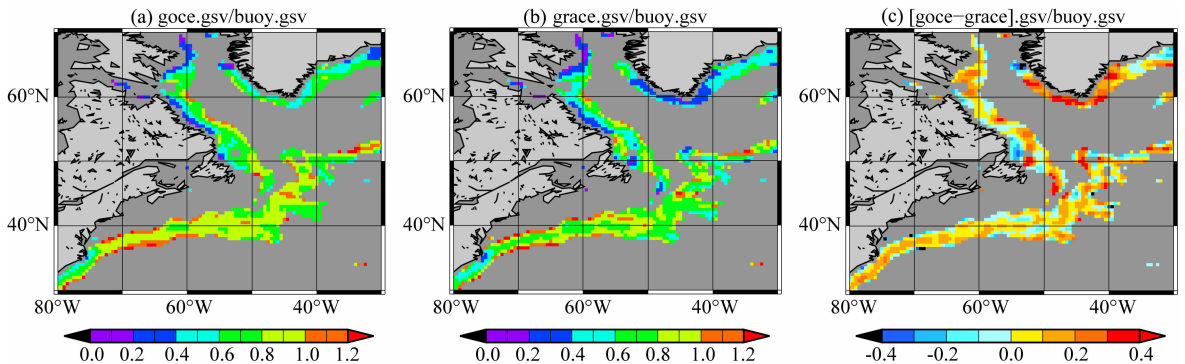 (a) goce.gsv/buoy.gsv
(b) grace.gsv/buoy.gsv
(c) [goce−grace].gsv/buoy.gsv
60°N
60°N
60°N
40°N
40°N
40°N
80°W 60°W 40°W
80°W 60°W 40°W
60°W 40°W
0.0 0.2 0.4 0.6 0.8 1.0 1.2
0.0 0.2 0.4 0.6 0.8 1.0 1.2
-0.4 -0.2 0.0 0.2 0.4